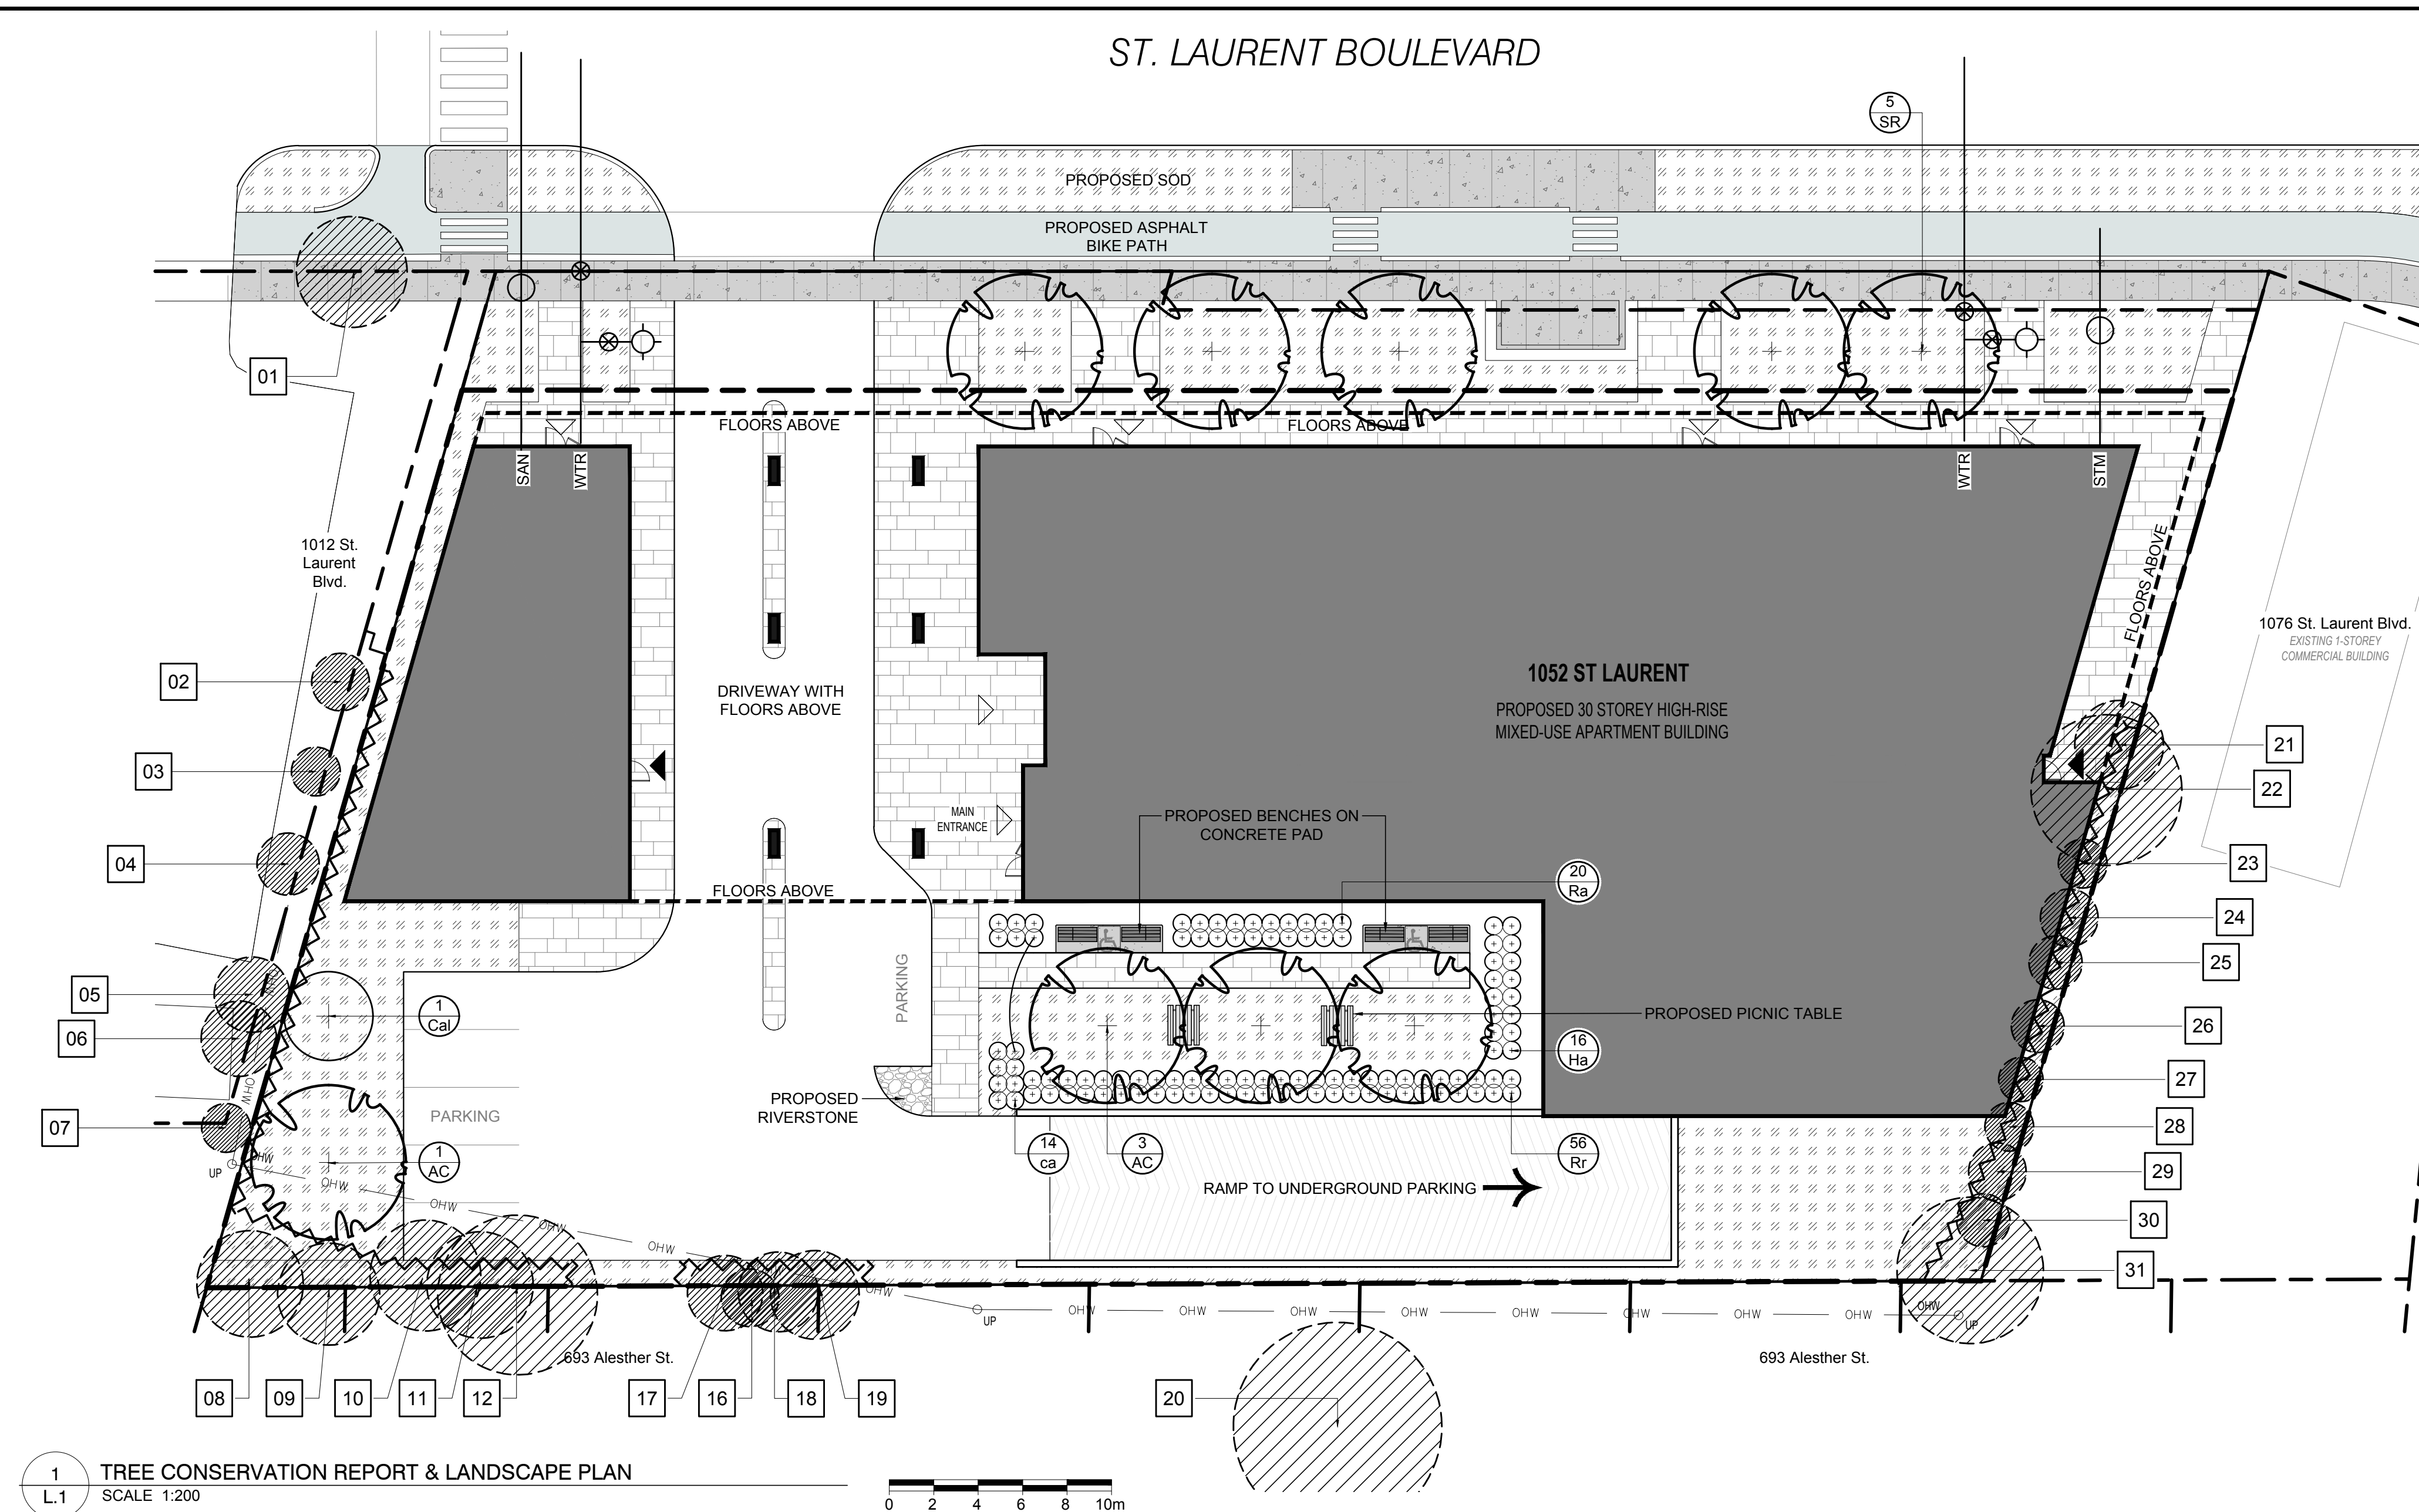 ST. LAURENT BOULEVARD
5
SR
PROPOSED SOD
PROPOSED ASPHALT
BIKE PATH
01
FLOORS ABOVE
FLOORS ABOVE
SAN
WTR
WTR
STM
1012 St.
Laurent
Blvd.
FLOORS ABOVE
1076 St. Laurent Blvd.
EXISTING 1-STOREY
COMMERCIAL BUILDING
02
DRIVEWAY WITH
FLOORS ABOVE
1052 ST LAURENT
PROPOSED 30 STOREY HIGH-RISE
MIXED-USE APARTMENT BUILDING
21
03
22
MAIN
ENTRANCE
PROPOSED BENCHES ON
CONCRETE PAD
04
23
20
Ra
FLOORS ABOVE
24
25
PARKING
05
1
Cal
PROPOSED PICNIC TABLE
06
26
16
Ha
OHW
OHW
27
PROPOSED
RIVERSTONE
PARKING
07
28
14
ca
3
AC
56
Rr
UP
OHW
1
AC
29
OHW
RAMP TO UNDERGROUND PARKING
OHW
30
OHW
OHW
31
OHW
UP
OHW
OHW
OHW
OHW
OHW
OHW
OHW
OHW
OHW
UP
693 Alesther St.
693 Alesther St.
08
09
10
11
12
17
16
18
19
20
1
L.1
TREE CONSERVATION REPORT & LANDSCAPE PLAN
SCALE 1:200
0 2 4 6 8 10m